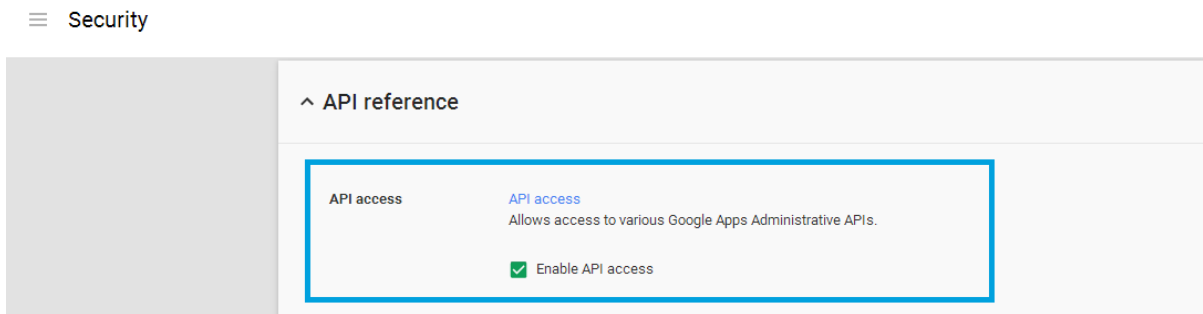 Security
API reference
API access
API access
Allows access to various Google Apps Administrative APIs.
Enable API access